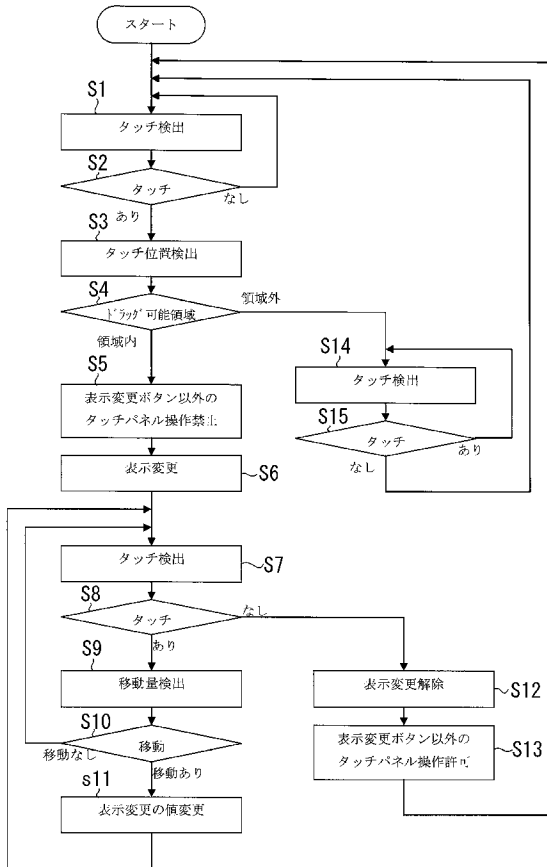 スタート
S1
タッチ検出
S2
タッチ
なし
あり
S3
タッチ位置検出
S4
ドラッグ可能領域
領域外
領域内
S5
表示変更ボタン以外の
タッチパネル操作禁止
S14
タッチ検出
S15
タッチ
なし
あり
表示変更
S6
タッチ検出
S7
S8
タッチ
なし
あり
S9
移動量検出
S10
移動
移動なし
移動あり
s11
表示変更の値変更
表示変更解除
S12
表示変更ボタン以外の
タッチパネル操作許可
S13